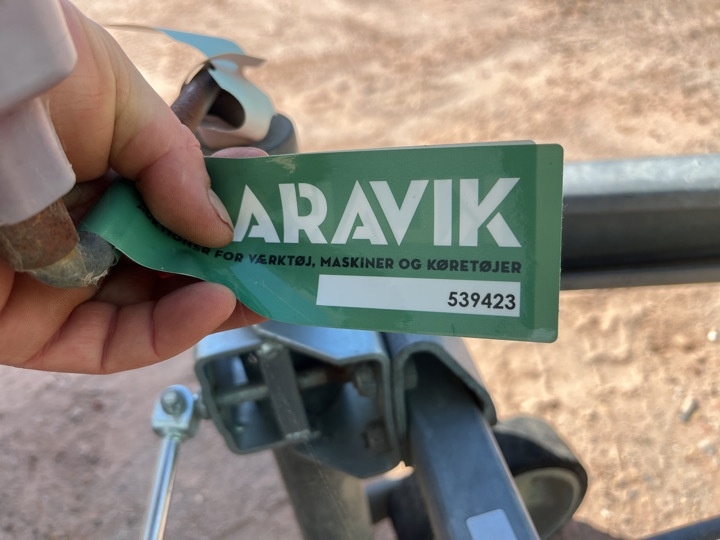 ARAVIK
FOR VÆRKTØJ, MASKINER OG KØRETØJER
539423